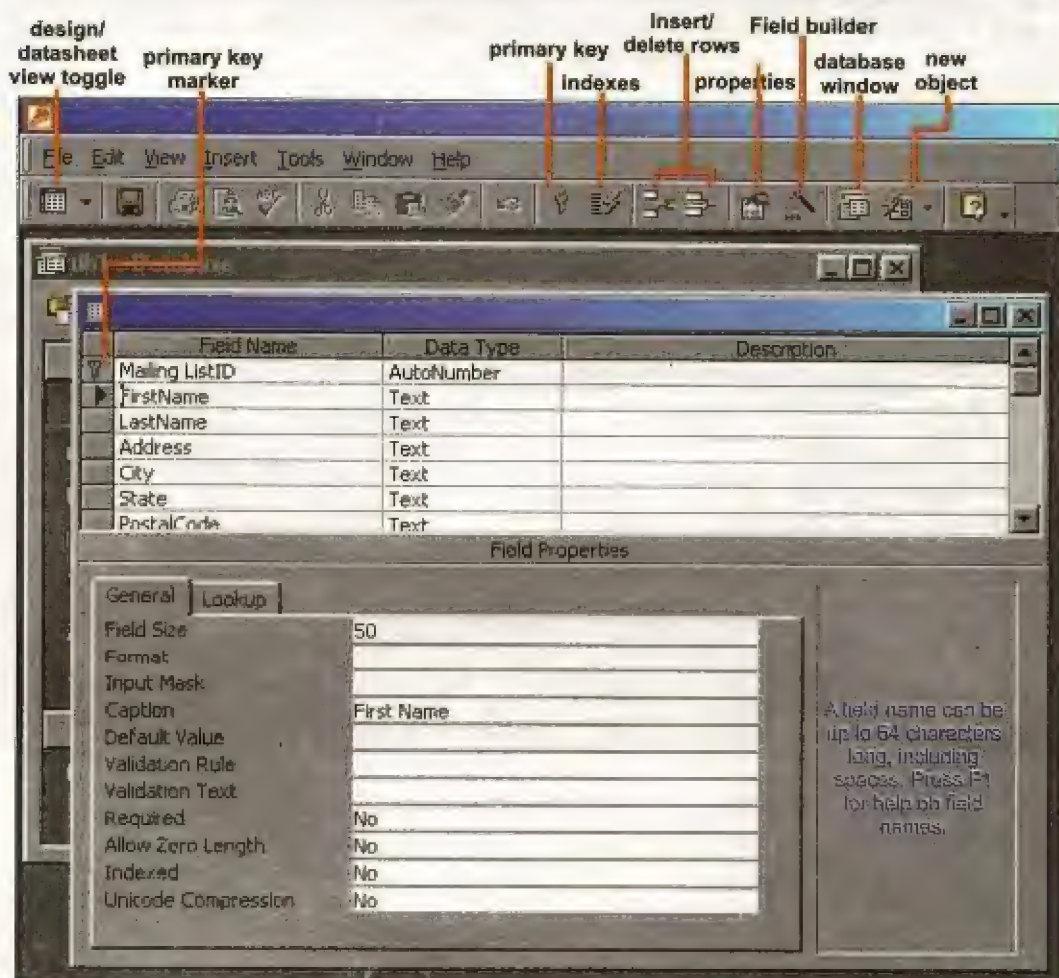 design/
datasheet
view toggle
primary key
marker
primary key
indexes
Insert/
delete rows
properties
Field builder
database
window
new
object
File Edit View Insert Tools Window Help
Field Name Data Type Description
Mailing ListID AutoNumber
FirstName Text
LastName Text
Address Text
City Text
State Text
PostalCode Text
Field Properties
General Lookup
Field Size 50
Format
Input Mask
Caption First Name
Default Value
Validation Rule
Validation Text
Required No
Allow Zero Length No
Indexed No
Unicode Compression No
A field name can be
up to 64 characters
long, including
spaces. Press F1
for help on field
names.